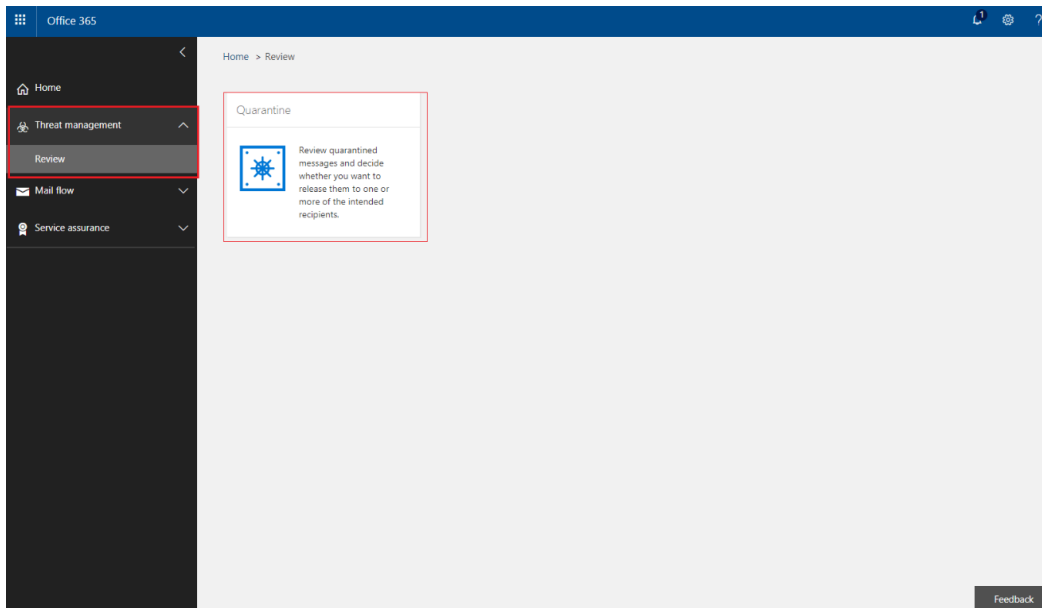 Office 365
1
?
Home > Review
Home
Threat management
Review
Mail flow
Service assurance
Quarantine
Review quarantined
messages and decide
whether you want to
release them to one or
more of the intended
recipients.
Feedback